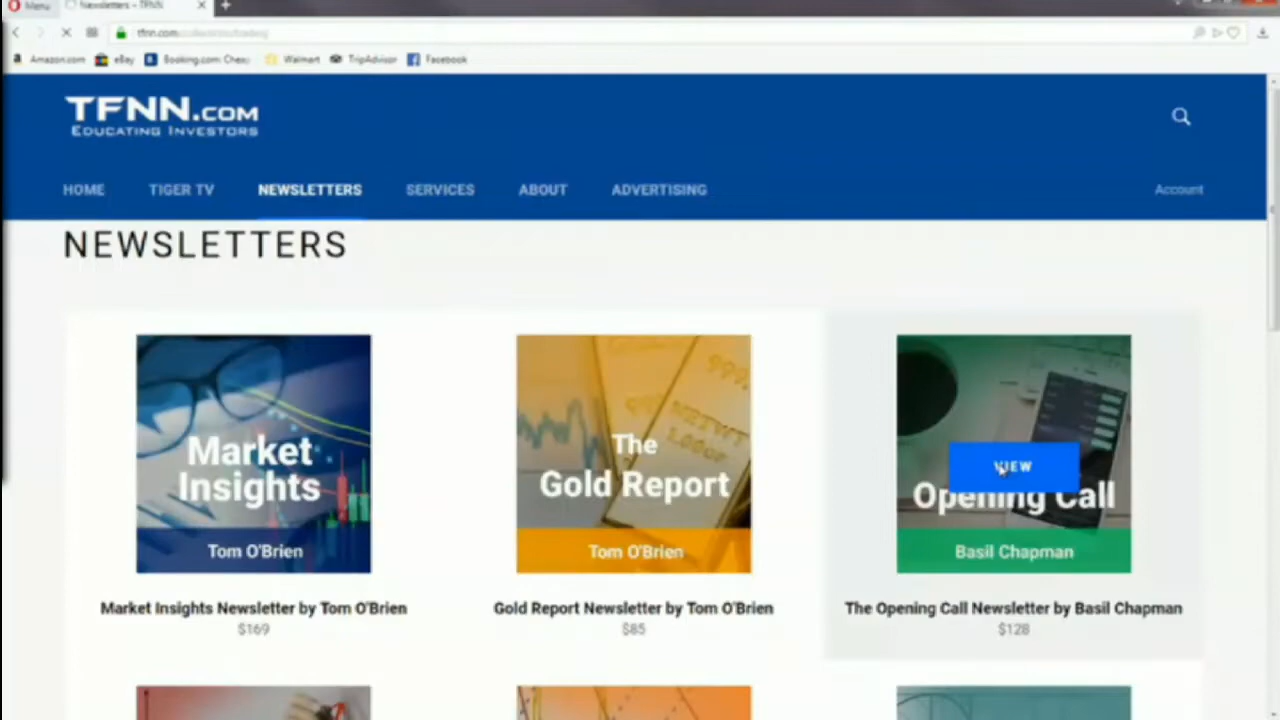 Menu
Newsletters - TFNN
tfnn.com
Amazon.com eBay Booking.com: Walmart TripAdvisor Facebook
TFNN.COM
EDUCATING INVESTORS
HOME TIGER TV NEWSLETTERS SERVICES ABOUT ADVERTISING Account
NEWSLETTERS
Market
Insights
Tom O'Brien
The
Gold Report
Tom O'Brien
VIEW
Opening Call
Basil Chapman
Market Insights Newsletter by Tom O'Brien
$169
Gold Report Newsletter by Tom O'Brien
$85
The Opening Call Newsletter by Basil Chapman
$128